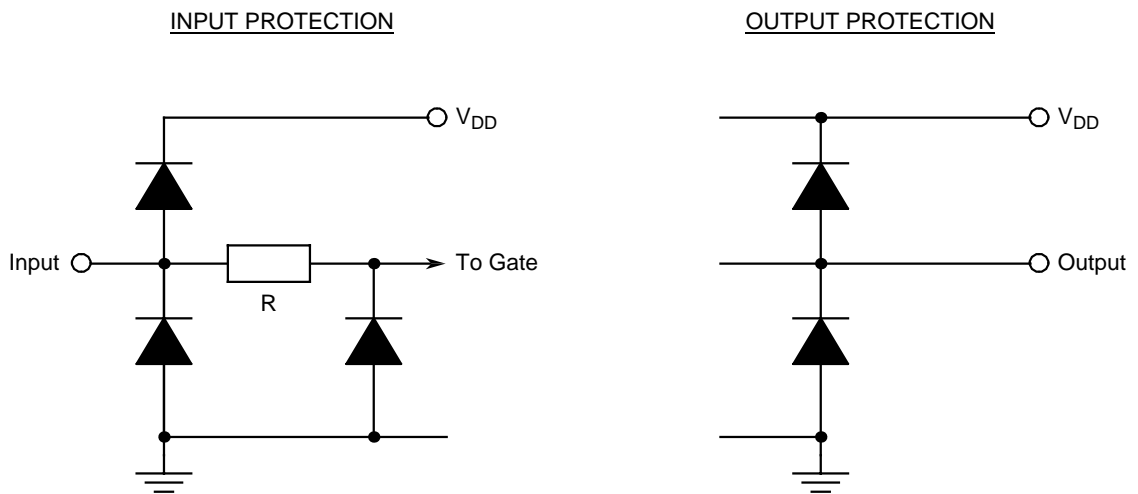 INPUT PROTECTION
OUTPUT PROTECTION
V_DD
V_DD
Input
To Gate
Output
R